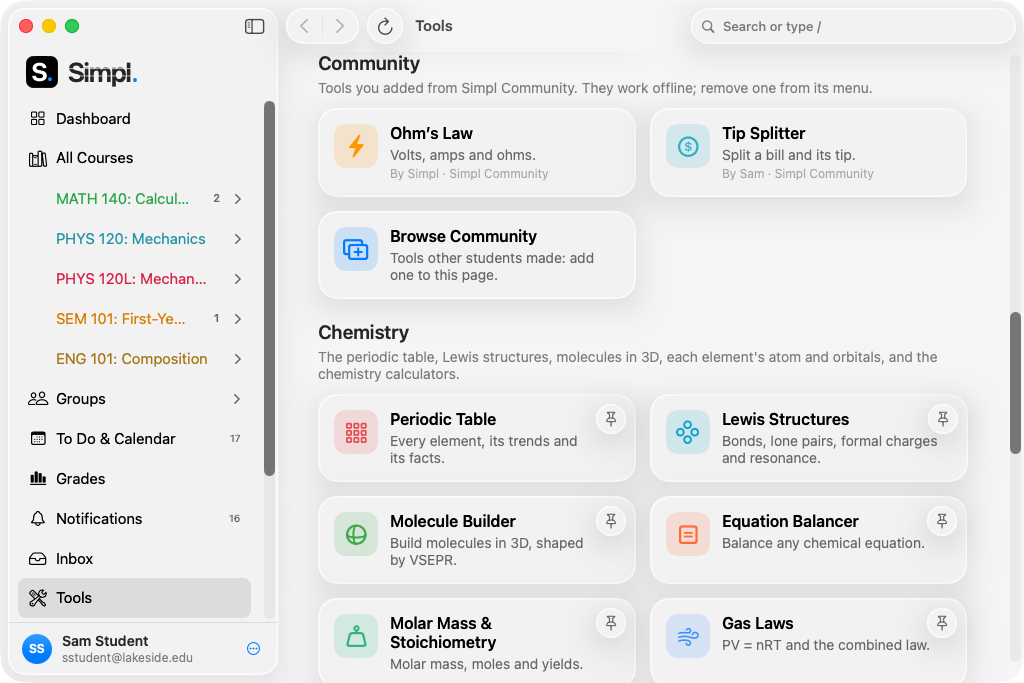 Tools
Search or type /
S.
Simpl.
Dashboard
All Courses
MATH 140: Calcul... 2
PHYS 120: Mechanics
PHYS 120L: Mechan...
SEM 101: First-Ye... 1
ENG 101: Composition
Groups
To Do & Calendar 17
Grades
Notifications 16
Inbox
Tools
SS
Sam Student
sstudent@lakeside.edu
Community
Tools you added from Simpl Community. They work offline; remove one from its menu.
Ohm's Law
Volts, amps and ohms.
By Simpl · Simpl Community
Tip Splitter
Split a bill and its tip.
By Sam · Simpl Community
Browse Community
Tools other students made: add
one to this page.
Chemistry
The periodic table, Lewis structures, molecules in 3D, each element's atom and orbitals, and the
chemistry calculators.
Periodic Table
Every element, its trends and
its facts.
Lewis Structures
Bonds, lone pairs, formal charges
and resonance.
Molecule Builder
Build molecules in 3D, shaped
by VSEPR.
Equation Balancer
Balance any chemical equation.
Molar Mass &
Stoichiometry
Molar mass, moles and yields.
Gas Laws
PV = nRT and the combined law.